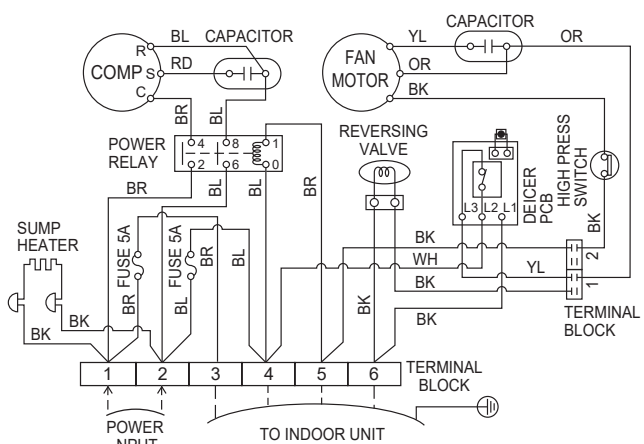 CAPACITOR
CAPACITOR
BL
YL
OR
R
COMP
S
RD
C
FAN
MOTOR
OR
BK
BR
BL
POWER
RELAY
4
8
1
2
6
0
REVERSING
VALVE
BR
BL
BL
BR
L3
L2
L1
DEICER
PCB
HIGH PRESS
SWITCH
BK
SUMP
HEATER
FUSE 5A
FUSE 5A
BR
BL
BK
WH
BK
YL
2
1
TERMINAL
BLOCK
BK
BK
BR
BL
BK
BK
1
2
3
4
5
6
TERMINAL
BLOCK
POWER
TO INDOOR UNIT